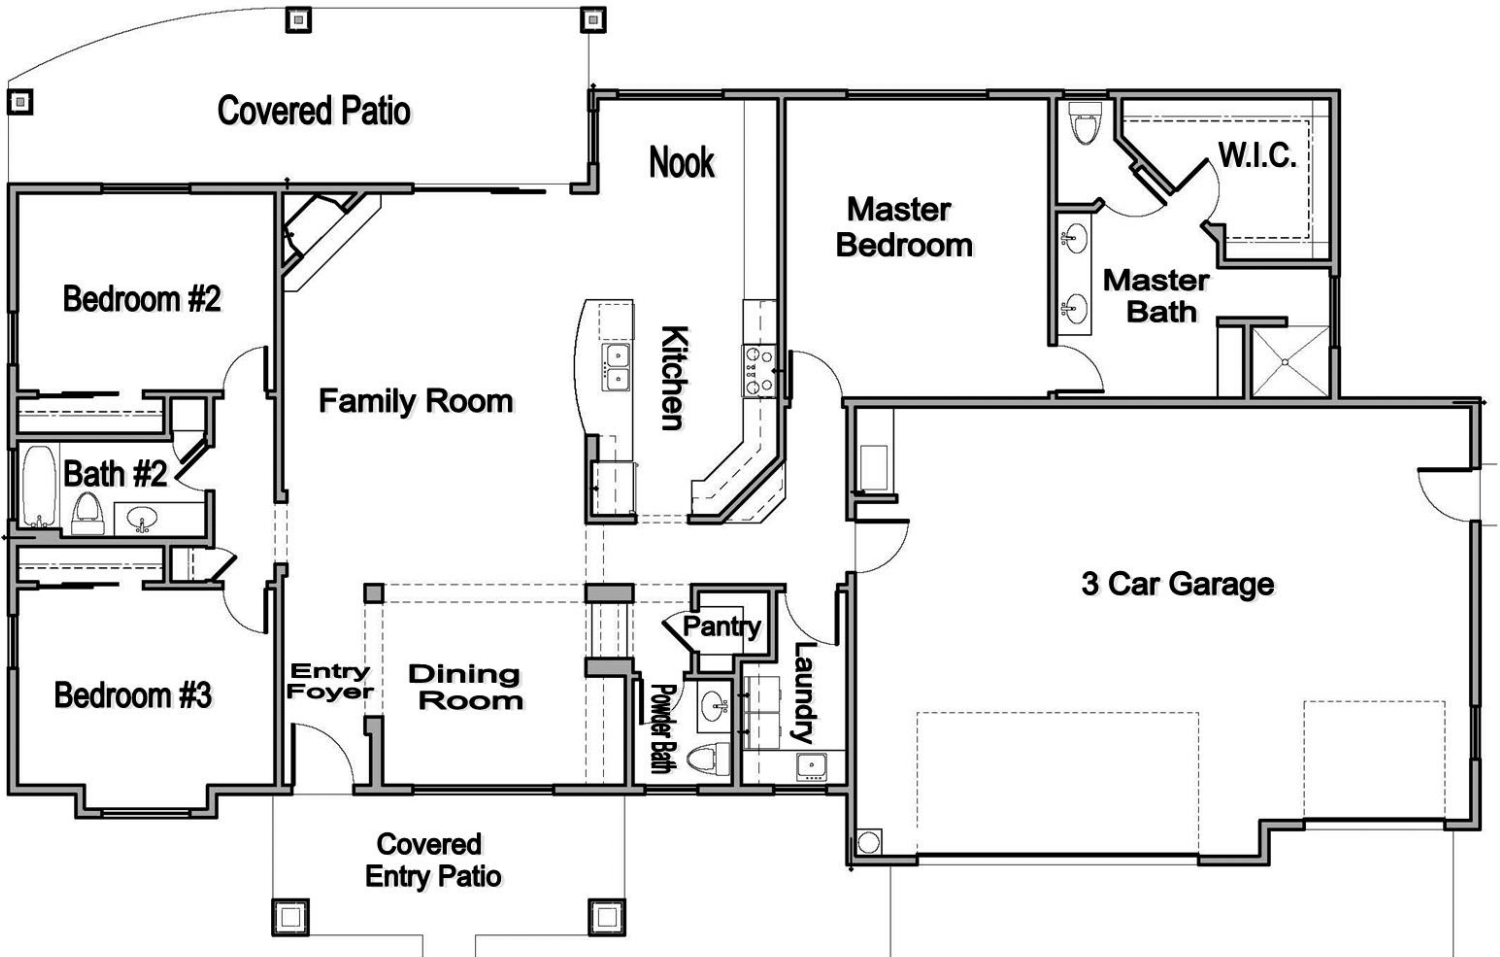 Covered Patio
Nook
W.I.C.
Master
Bedroom
Bedroom #2
Master
Bath
Kitchen
Family Room
Bath #2
3 Car Garage
Pantry
Entry
Foyer
Dining
Room
Laundry
Bedroom #3
Powder Bath
Covered
Entry Patio